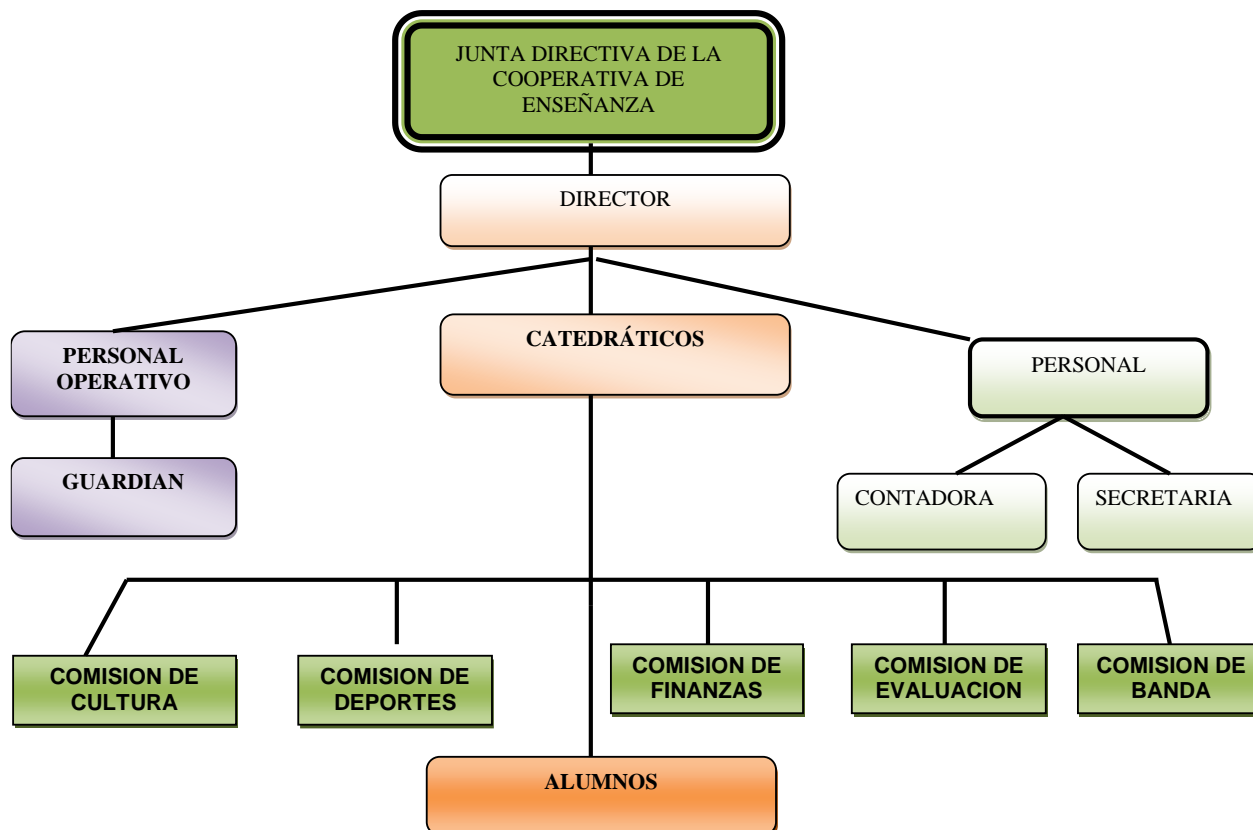 JUNTA DIRECTIVA DE LA
COOPERATIVA DE
ENSEÑANZA
DIRECTOR
PERSONAL
OPERATIVO
CATEDRÁTICOS
PERSONAL
GUARDIAN
CONTADORA
SECRETARIA
COMISION DE
CULTURA
COMISION DE
DEPORTES
COMISION DE
FINANZAS
COMISION DE
EVALUACION
COMISION DE
BANDA
ALUMNOS